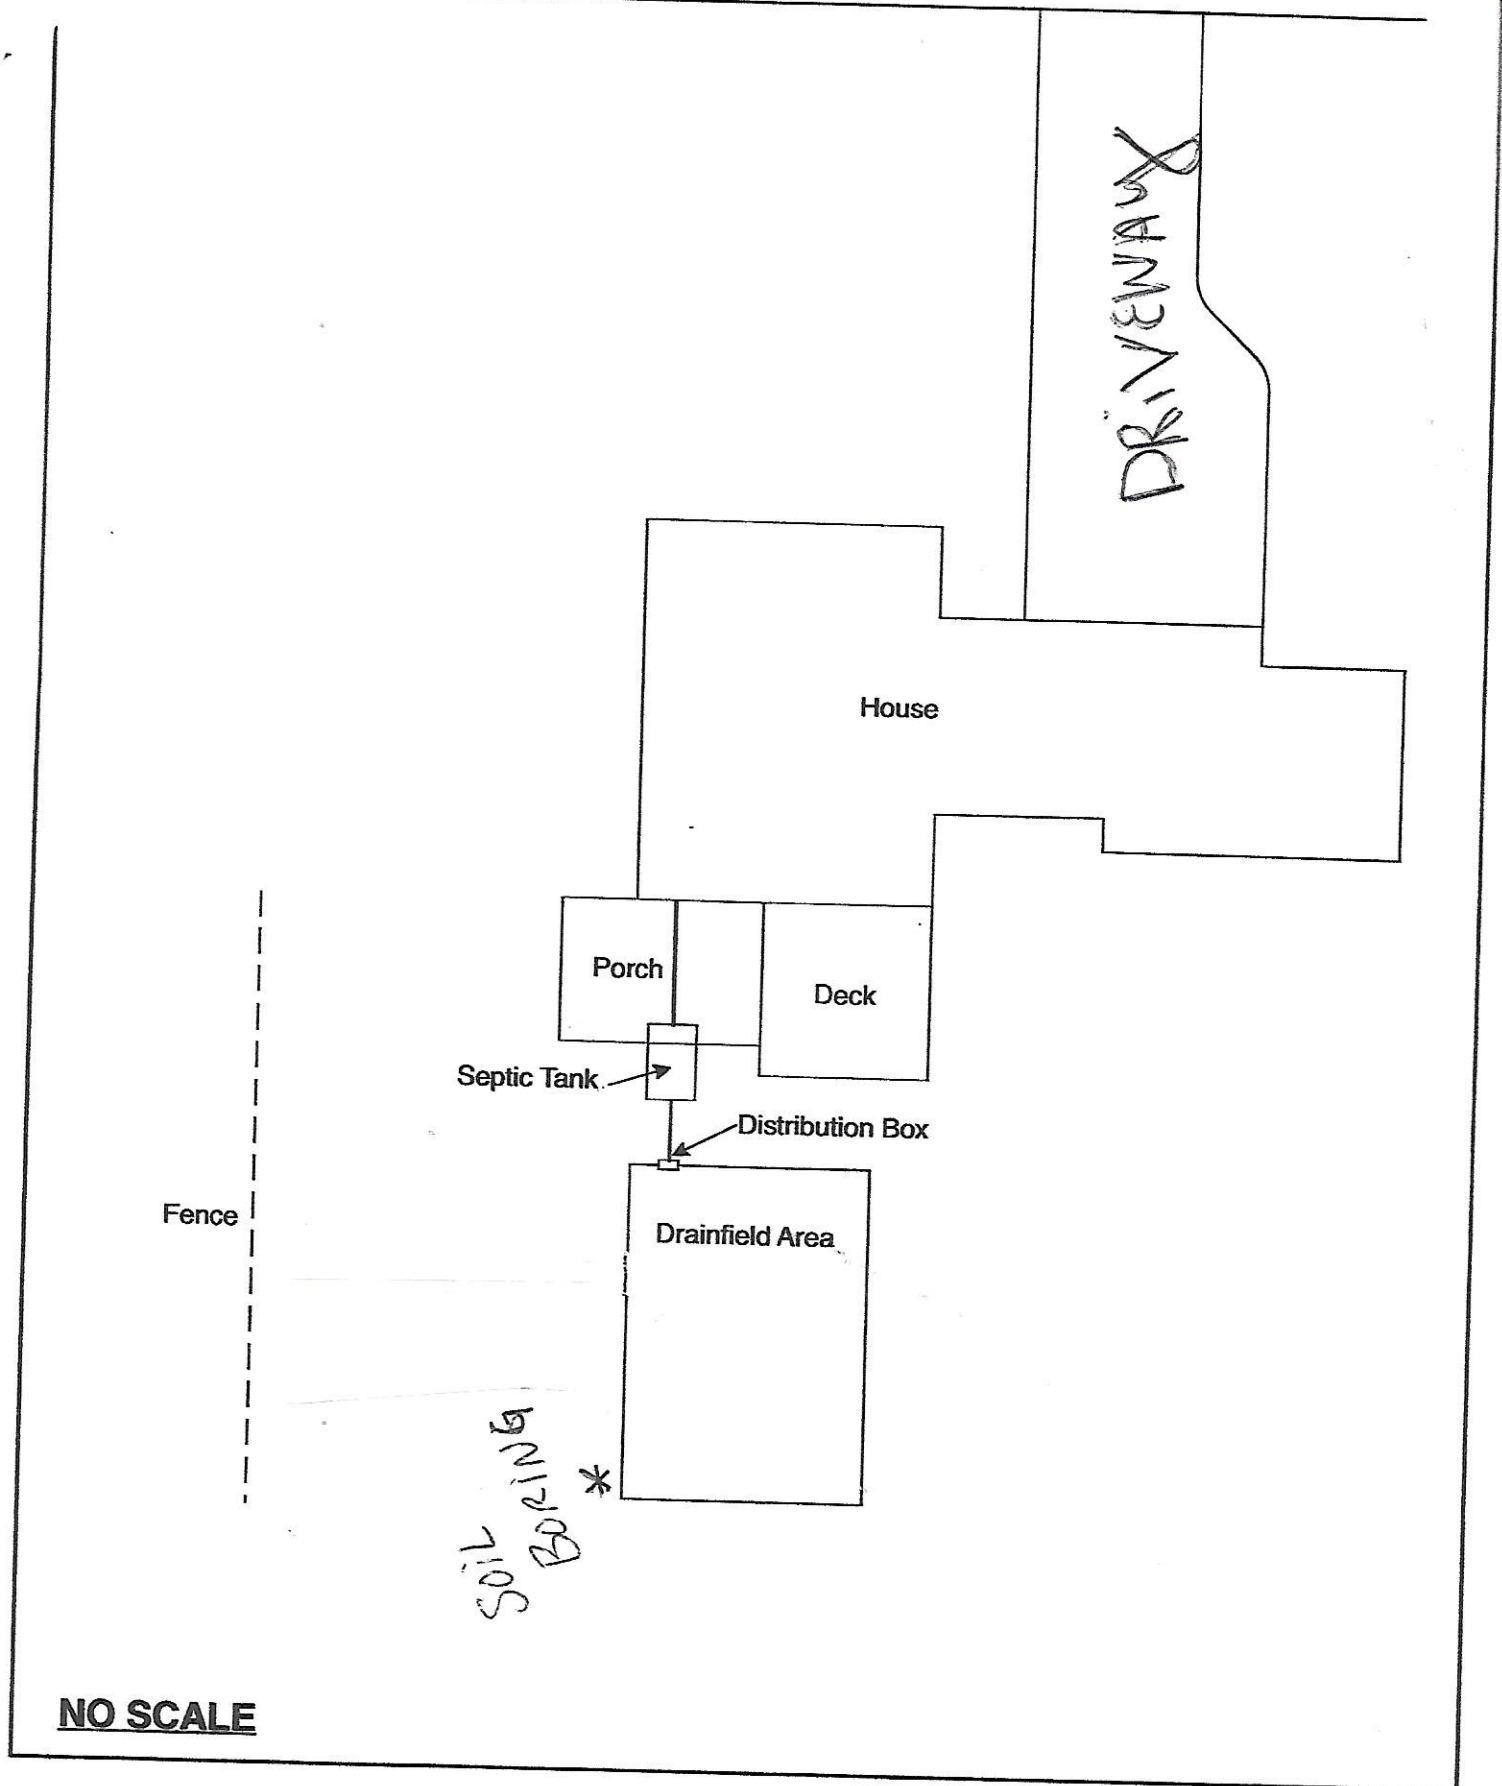 DRiVEWAY
House
Porch
Deck
Septic Tank
Distribution Box
Fence
Drainfield Area
*
SOiL
BORiNG
NO SCALE